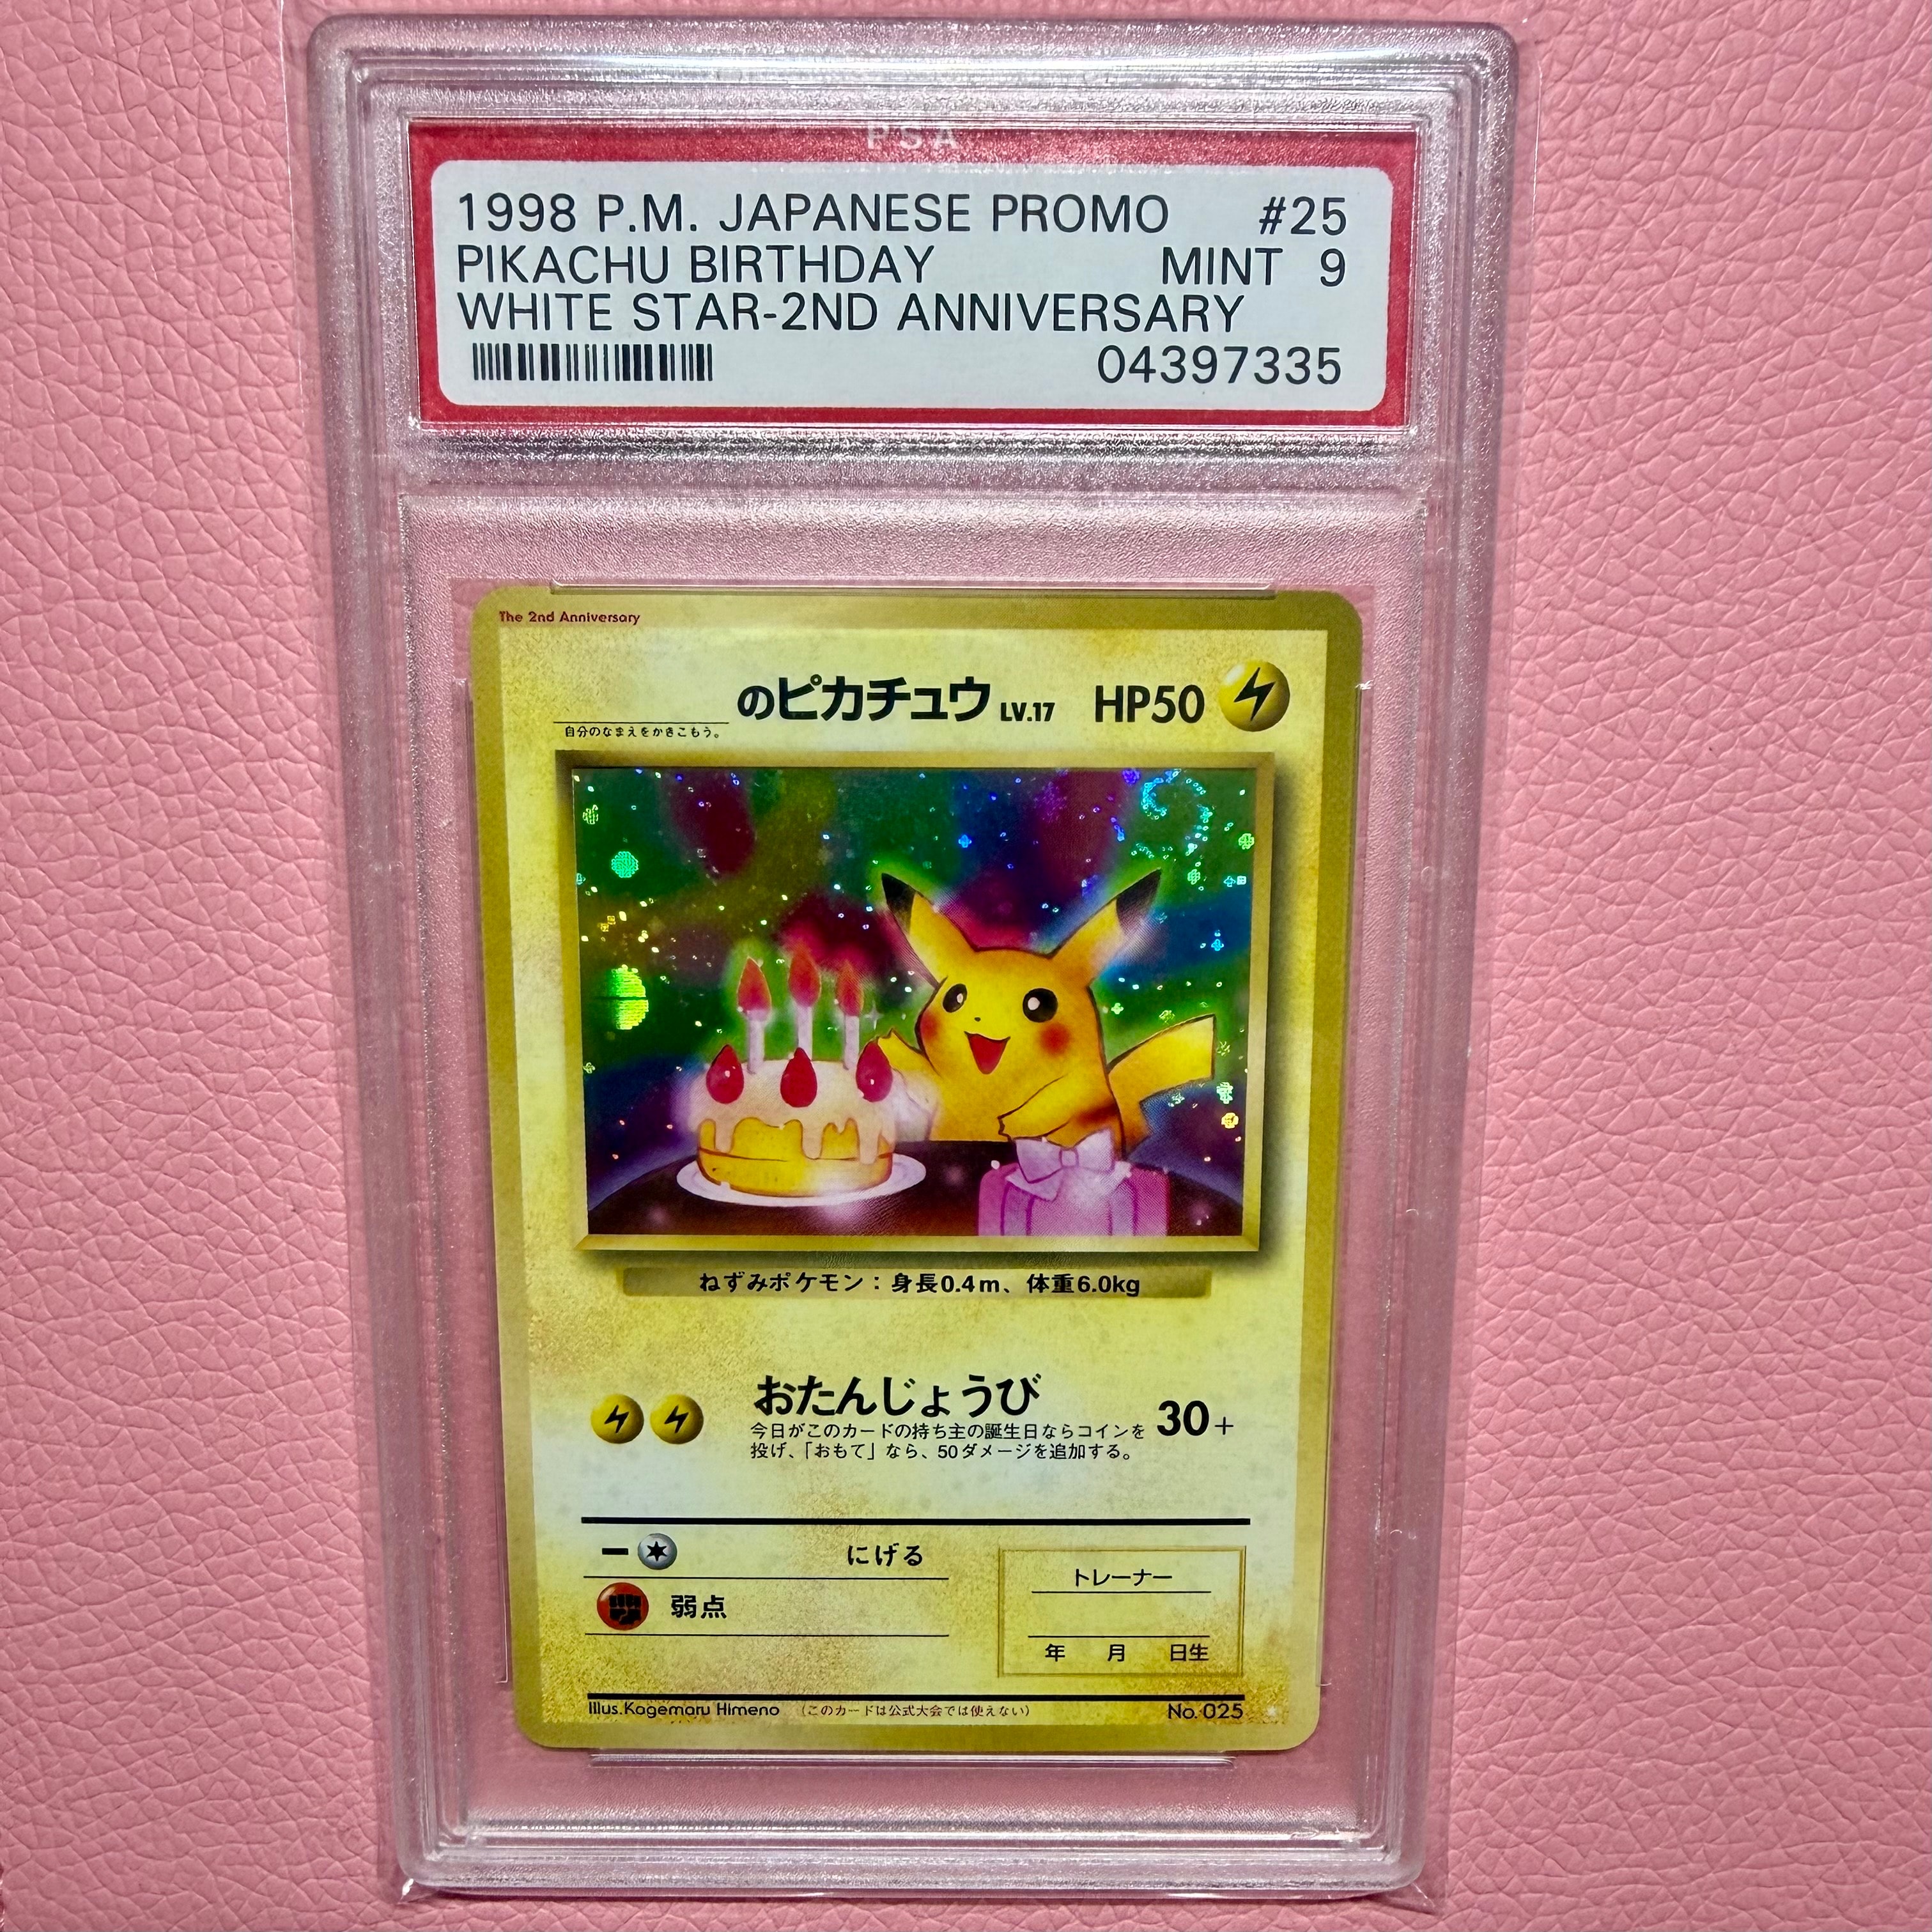 PSA
1998 P.M. JAPANESE PROMO #25
PIKACHU BIRTHDAY MINT 9
WHITE STAR-2ND ANNIVERSARY
04397335
The 2nd Anniversary
のピカチュウ LV.17 HP50
自分のなまえをかきこもう。
ねずみポケモン：身長0.4m、体重6.0kg
おたんじょうび 30+
今日がこのカードの持ち主の誕生日ならコインを
投げ、「おもて」なら、50ダメージを追加する。
にげる
弱点
トレーナー
年 月 日生
Illus.Kagemaru Himeno (このカードは公式大会では使えない) No. 025